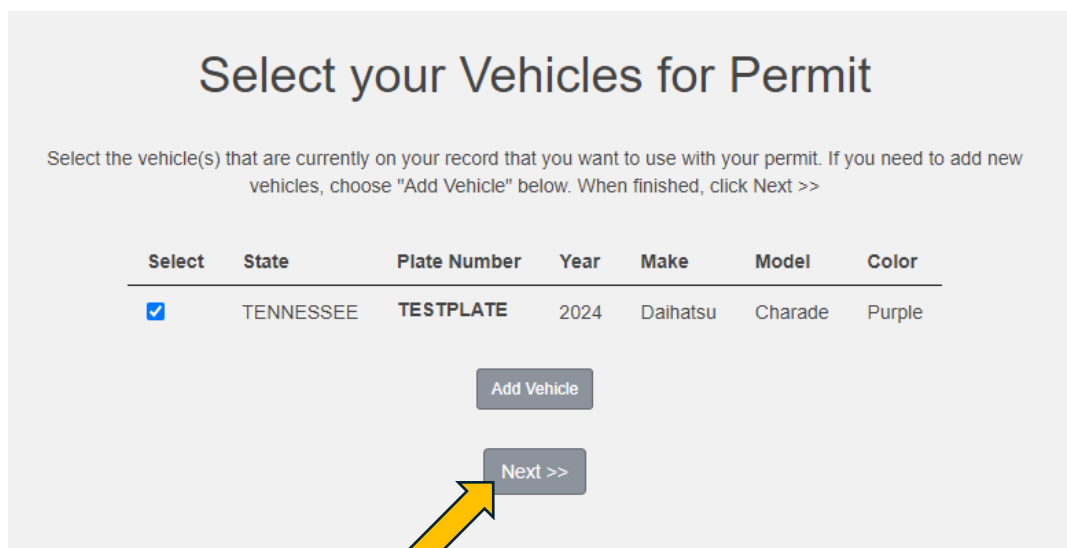 Select your Vehicles for Permit
Select the vehicle(s) that are currently on your record that you want to use with your permit. If you need to add new
vehicles, choose "Add Vehicle" below. When finished, click Next >>
Select State Plate Number Year Make Model Color
TENNESSEE TESTPLATE 2024 Daihatsu Charade Purple
Add Vehicle
Next >>